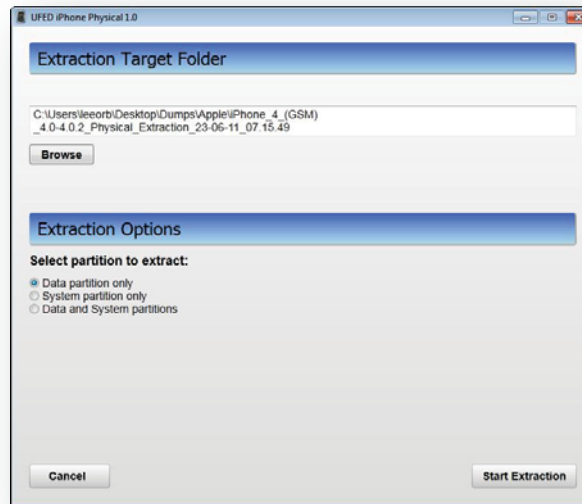 UFED iPhone Physical 1.0
Extraction Target Folder
C:\Users\leeorb\Desktop\Dumps\Apple\iPhone_4_(GSM)
_4.0-4.0.2_Physical_Extraction_23-06-11_07.15.49
Browse
Extraction Options
Select partition to extract:
Data partition only
System partition only
Data and System partitions
Cancel
Start Extraction